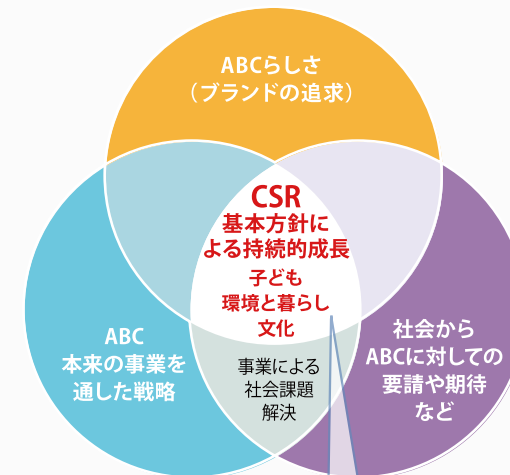 ABCらしさ
（ブランドの追求）
CSR
基本方針に
よる持続的成長
子ども
環境と暮らし
文化
ABC
本来の事業を
通した戦略
事業による
社会課題
解決
社会から
ABCに対しての
要請や期待
など